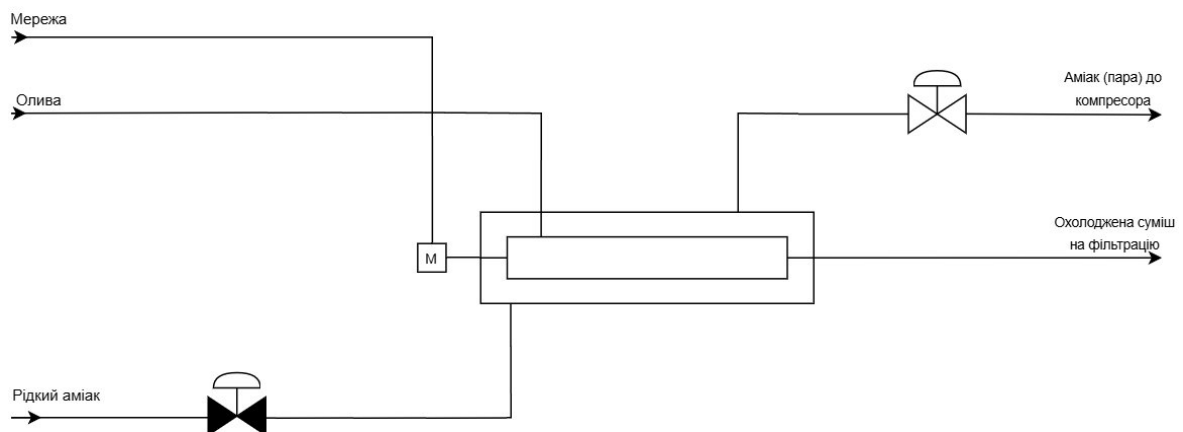 Мережа
Олива
Аміак (пара) до
компресора
Охолоджена суміш
на фільтрацію
М
Рідкий аміак